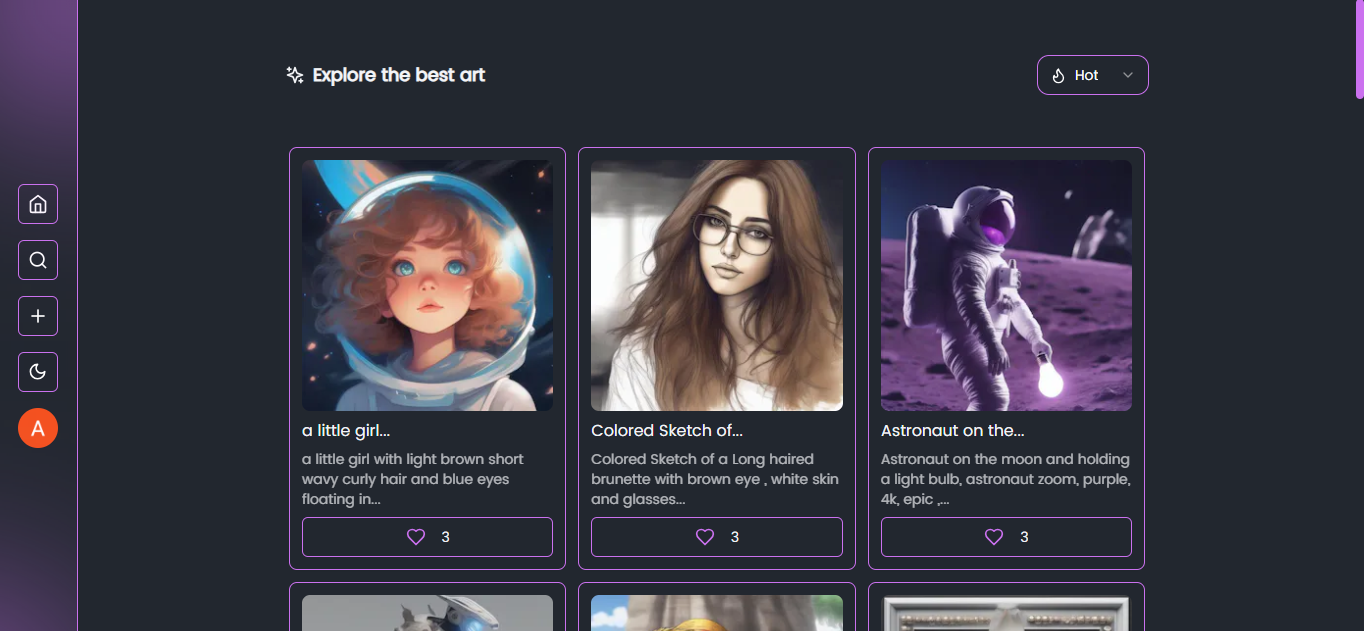 Explore the best art
Hot
A
a little girl...
a little girl with light brown short
wavy curly hair and blue eyes
floating in...
3
Colored Sketch of...
Colored Sketch of a Long haired
brunette with brown eye , white skin
and glasses...
3
Astronaut on the...
Astronaut on the moon and holding
a light bulb, astronaut zoom, purple,
4k, epic ,...
3